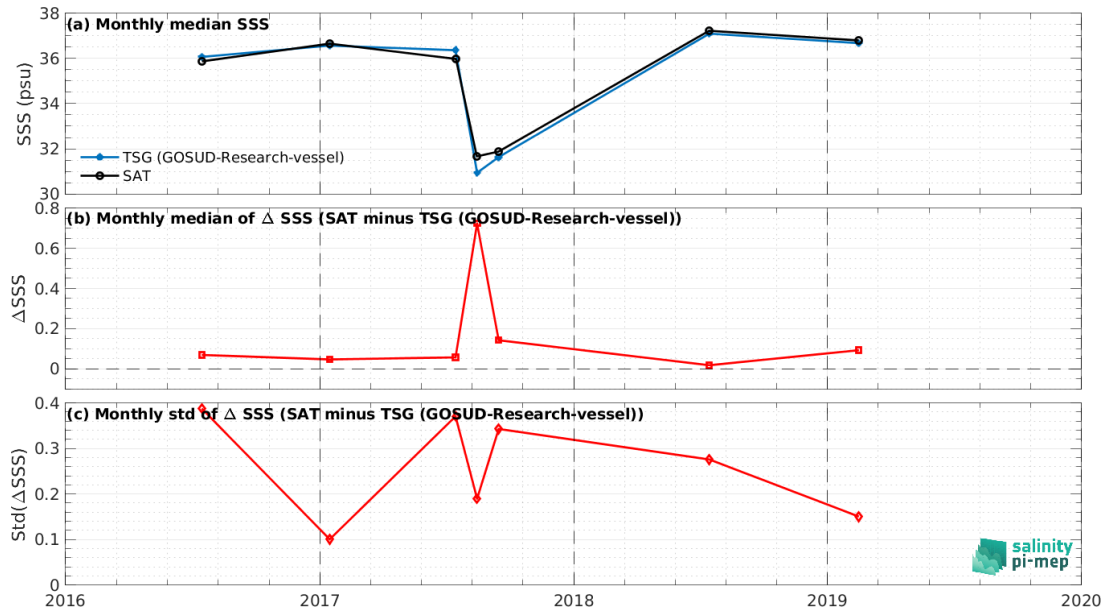 (a) Monthly median SSS
38
36
34
32
30
SSS (psu)
TSG (GOSUD-Research-vessel)
SAT
(b) Monthly median of Δ SSS (SAT minus TSG (GOSUD-Research-vessel))
0.8
0.6
0.4
0.2
0
ΔSSS
(c) Monthly std of Δ SSS (SAT minus TSG (GOSUD-Research-vessel))
0.4
0.3
0.2
0.1
0
Std(ΔSSS)
2016
2017
2018
2019
2020
salinity
pi-mep